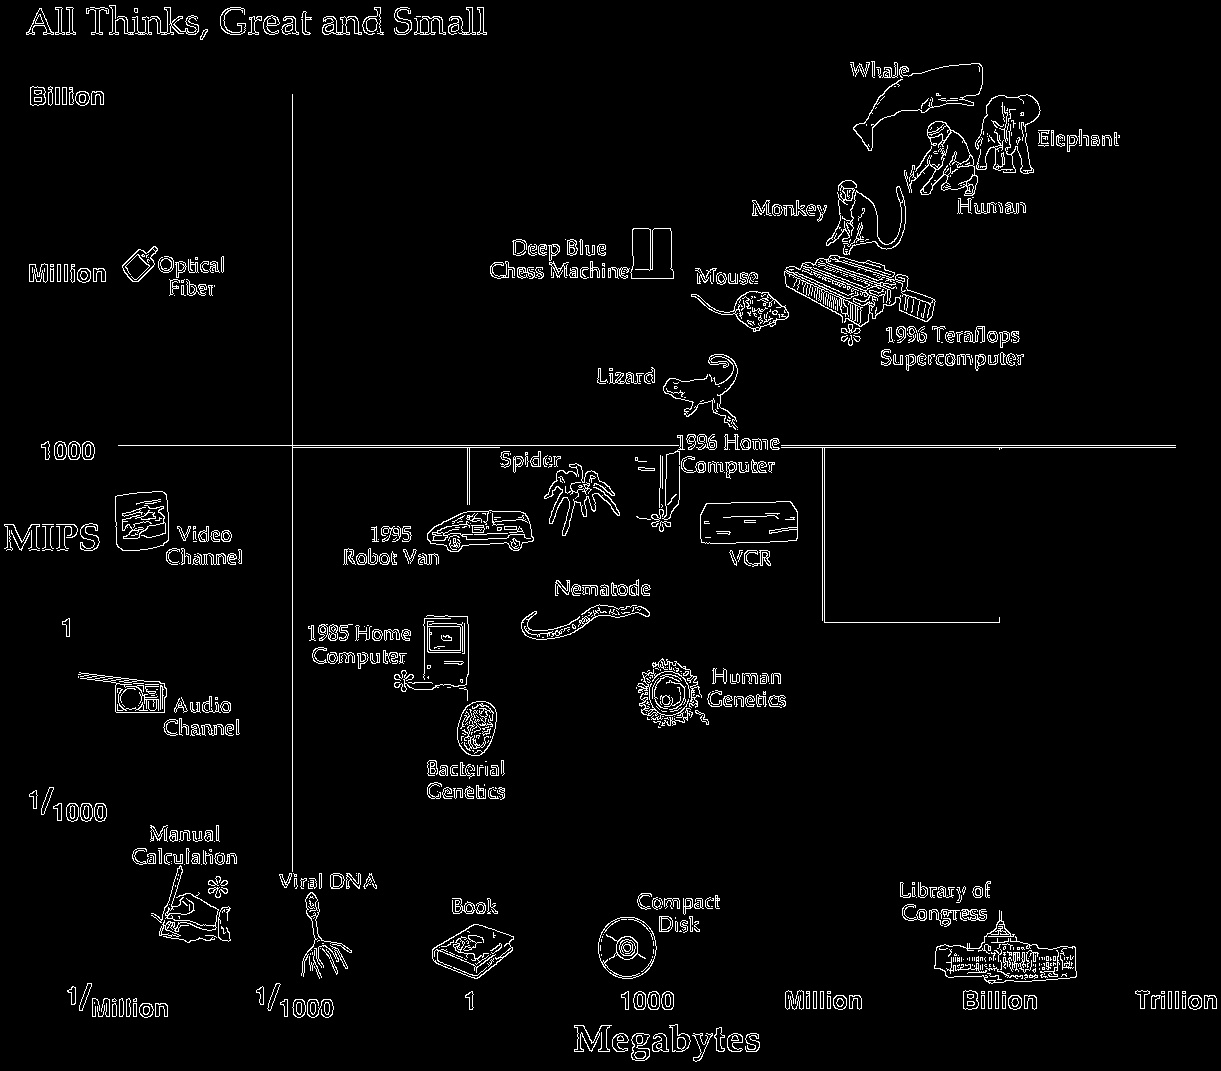 All Thinks, Great and Small
Billion
Whale
Elephant
Human
Monkey
Million
Optical
Fiber
Deep Blue
Chess Machine
Mouse
1996 Teraflops
Supercomputer
Lizard
1000
1996 Home
Computer
Spider
MIPS
Video
Channel
1995
Robot Van
VCR
Nematode
1
1985 Home
Computer
Human
Genetics
Audio
Channel
Bacterial
Genetics
1/1000
Manual
Calculation
Viral DNA
Book
Compact
Disk
Library of
Congress
1/Million
1/1000
1
1000
Million
Billion
Trillion
Megabytes